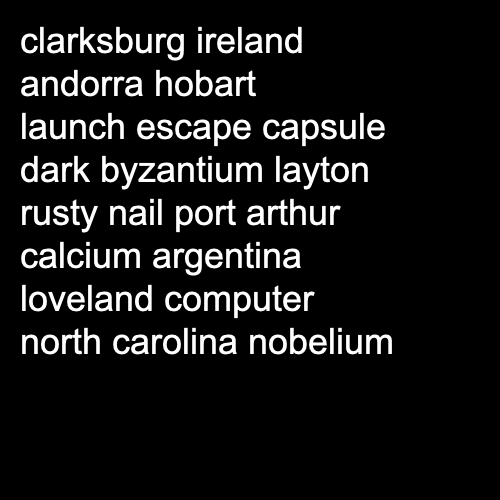 clarksburg ireland
andorra hobart
launch escape capsule
dark byzantium layton
rusty nail port arthur
calcium argentina
loveland computer
north carolina nobelium